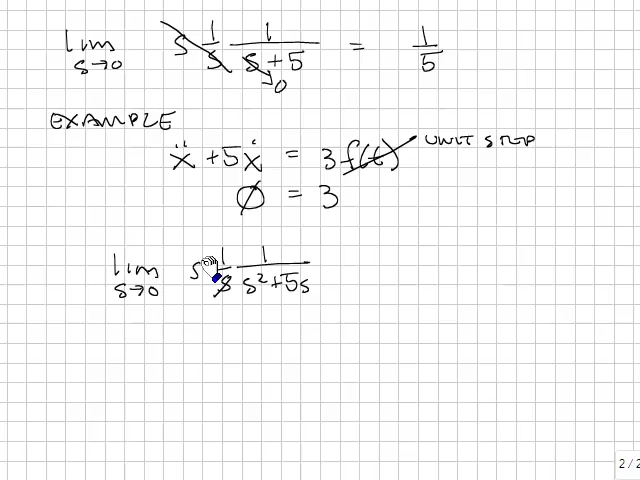 lim s→0 s 1/s 1/(s+5) = 1/5
0
EXAMPLE
ẍ + 5ẋ = 3f(t) UNIT STEP
∅ = 3
lim s→0 s 1/s 1/(s²+5s)
2 / 2